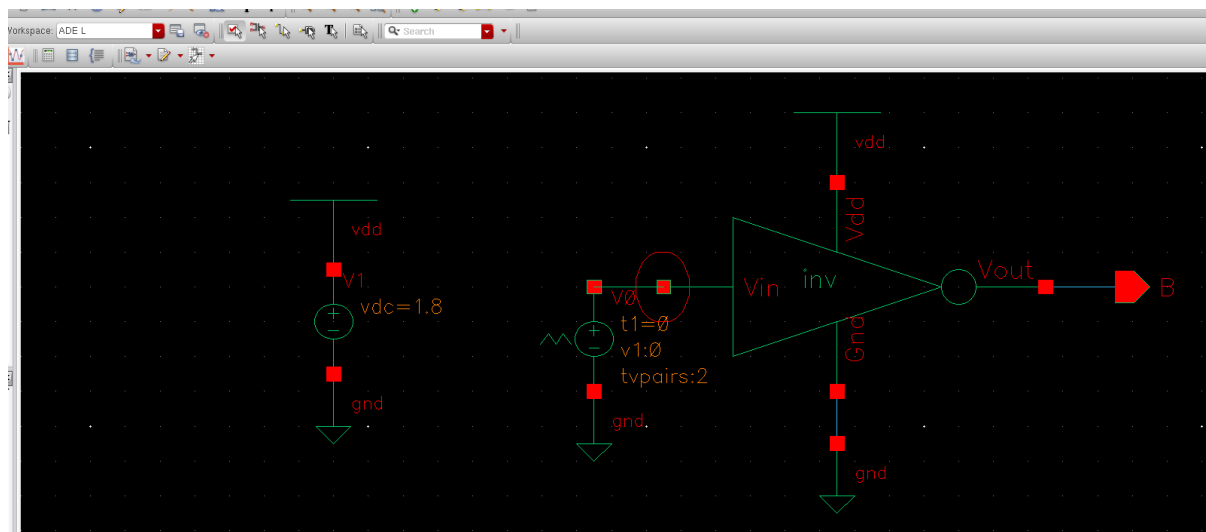 Workspace: ADE L
Search
vdd
V1
vdc=1.8
gnd
V0
t1=0
v1:0
tvpairs:2
gnd
vdd
Vdd
Vin
inv
Gnd
gnd
Vout
B